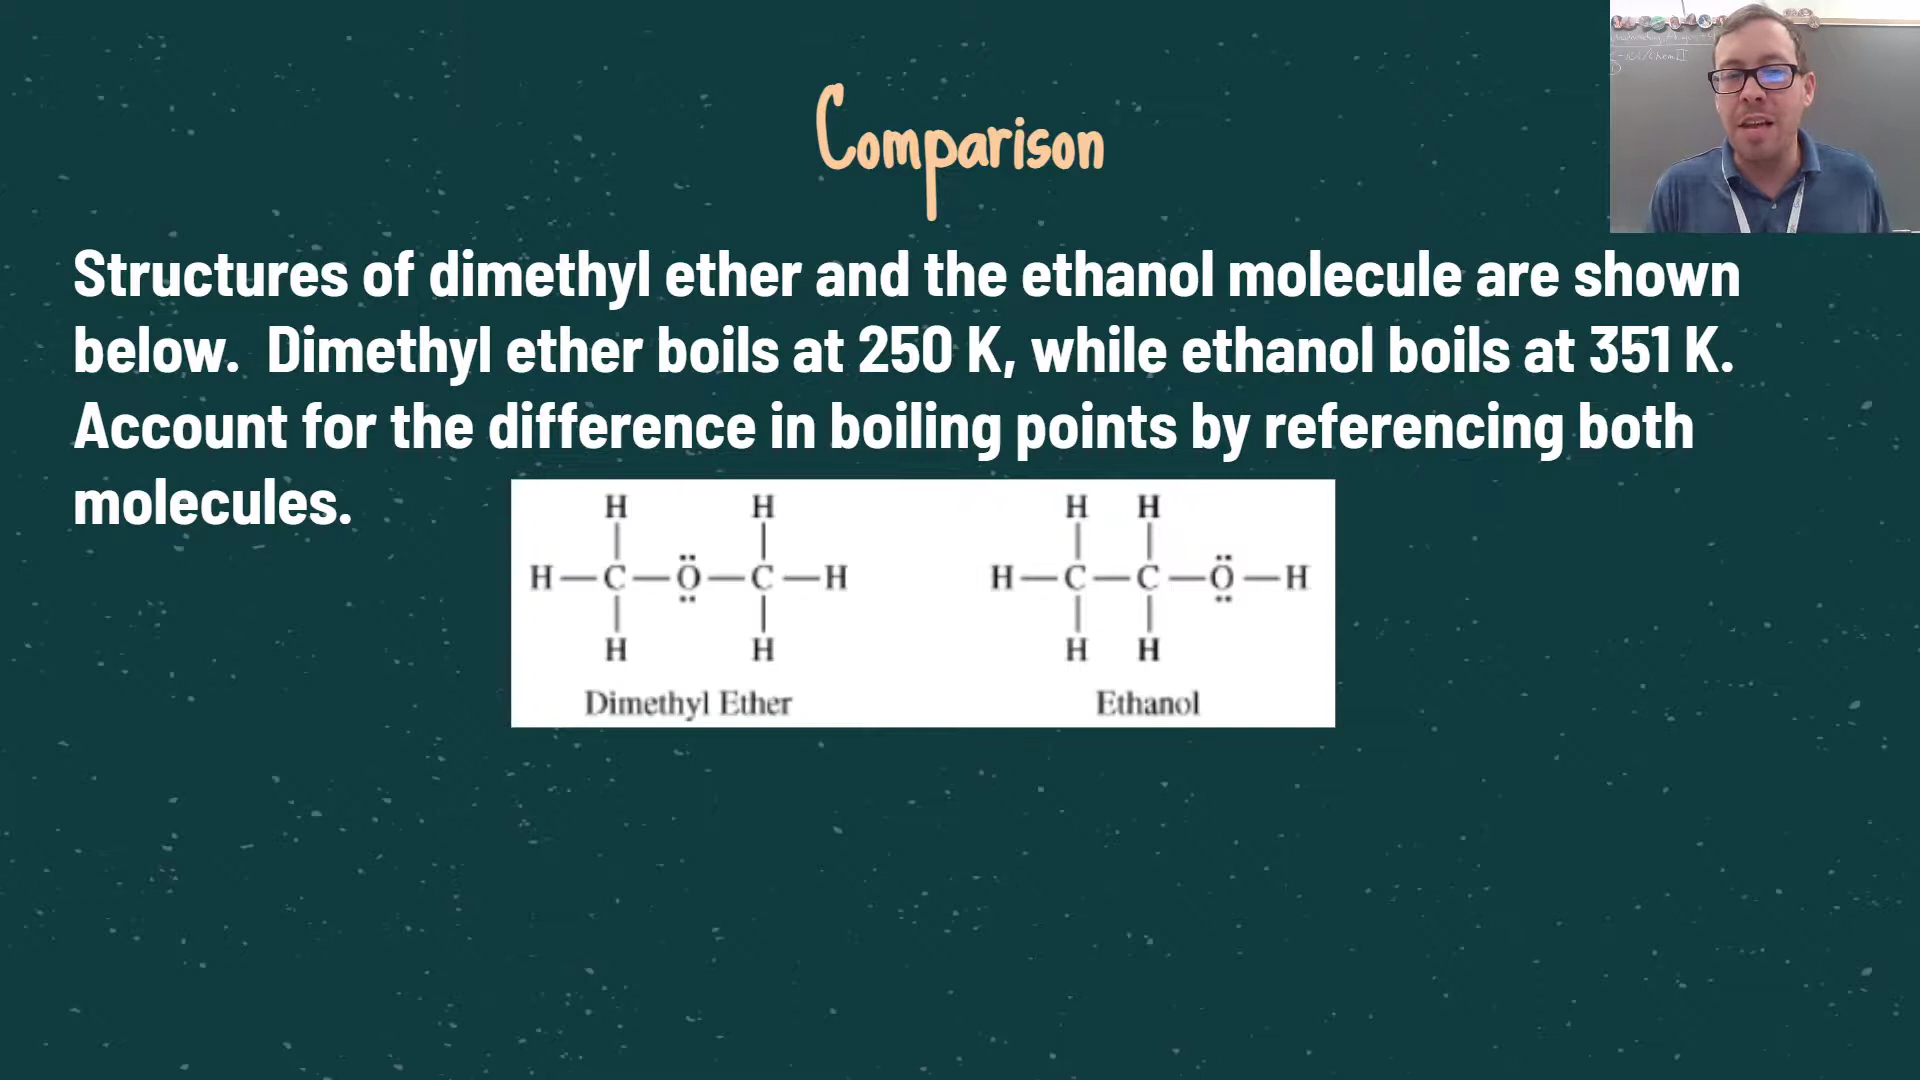 Comparison
Structures of dimethyl ether and the ethanol molecule are shown
below.  Dimethyl ether boils at 250 K, while ethanol boils at 351 K.
Account for the difference in boiling points by referencing both
molecules.
H H H H
H—C—Ö—C—H H—C—C—Ö—H
H H H H
Dimethyl Ether Ethanol